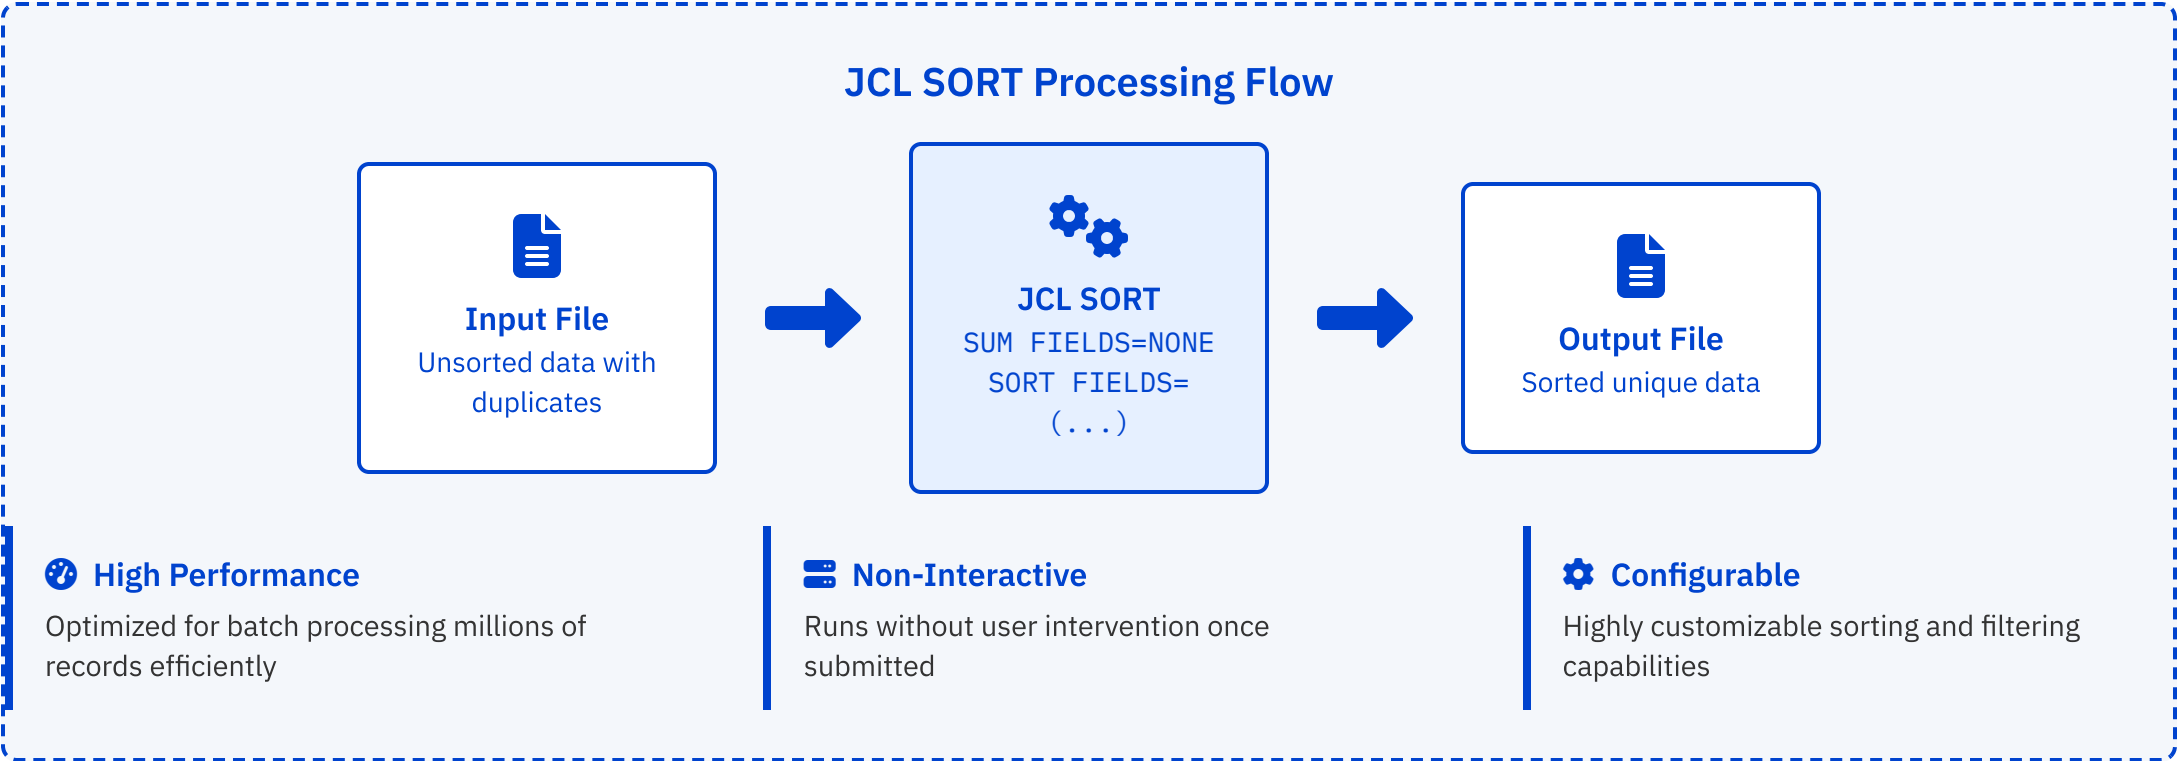 JCL SORT Processing Flow
Input File
Unsorted data with
duplicates
JCL SORT
SUM FIELDS=NONE
SORT FIELDS=
(...)
Output File
Sorted unique data
High Performance
Optimized for batch processing millions of
records efficiently
Non-Interactive
Runs without user intervention once
submitted
Configurable
Highly customizable sorting and filtering
capabilities